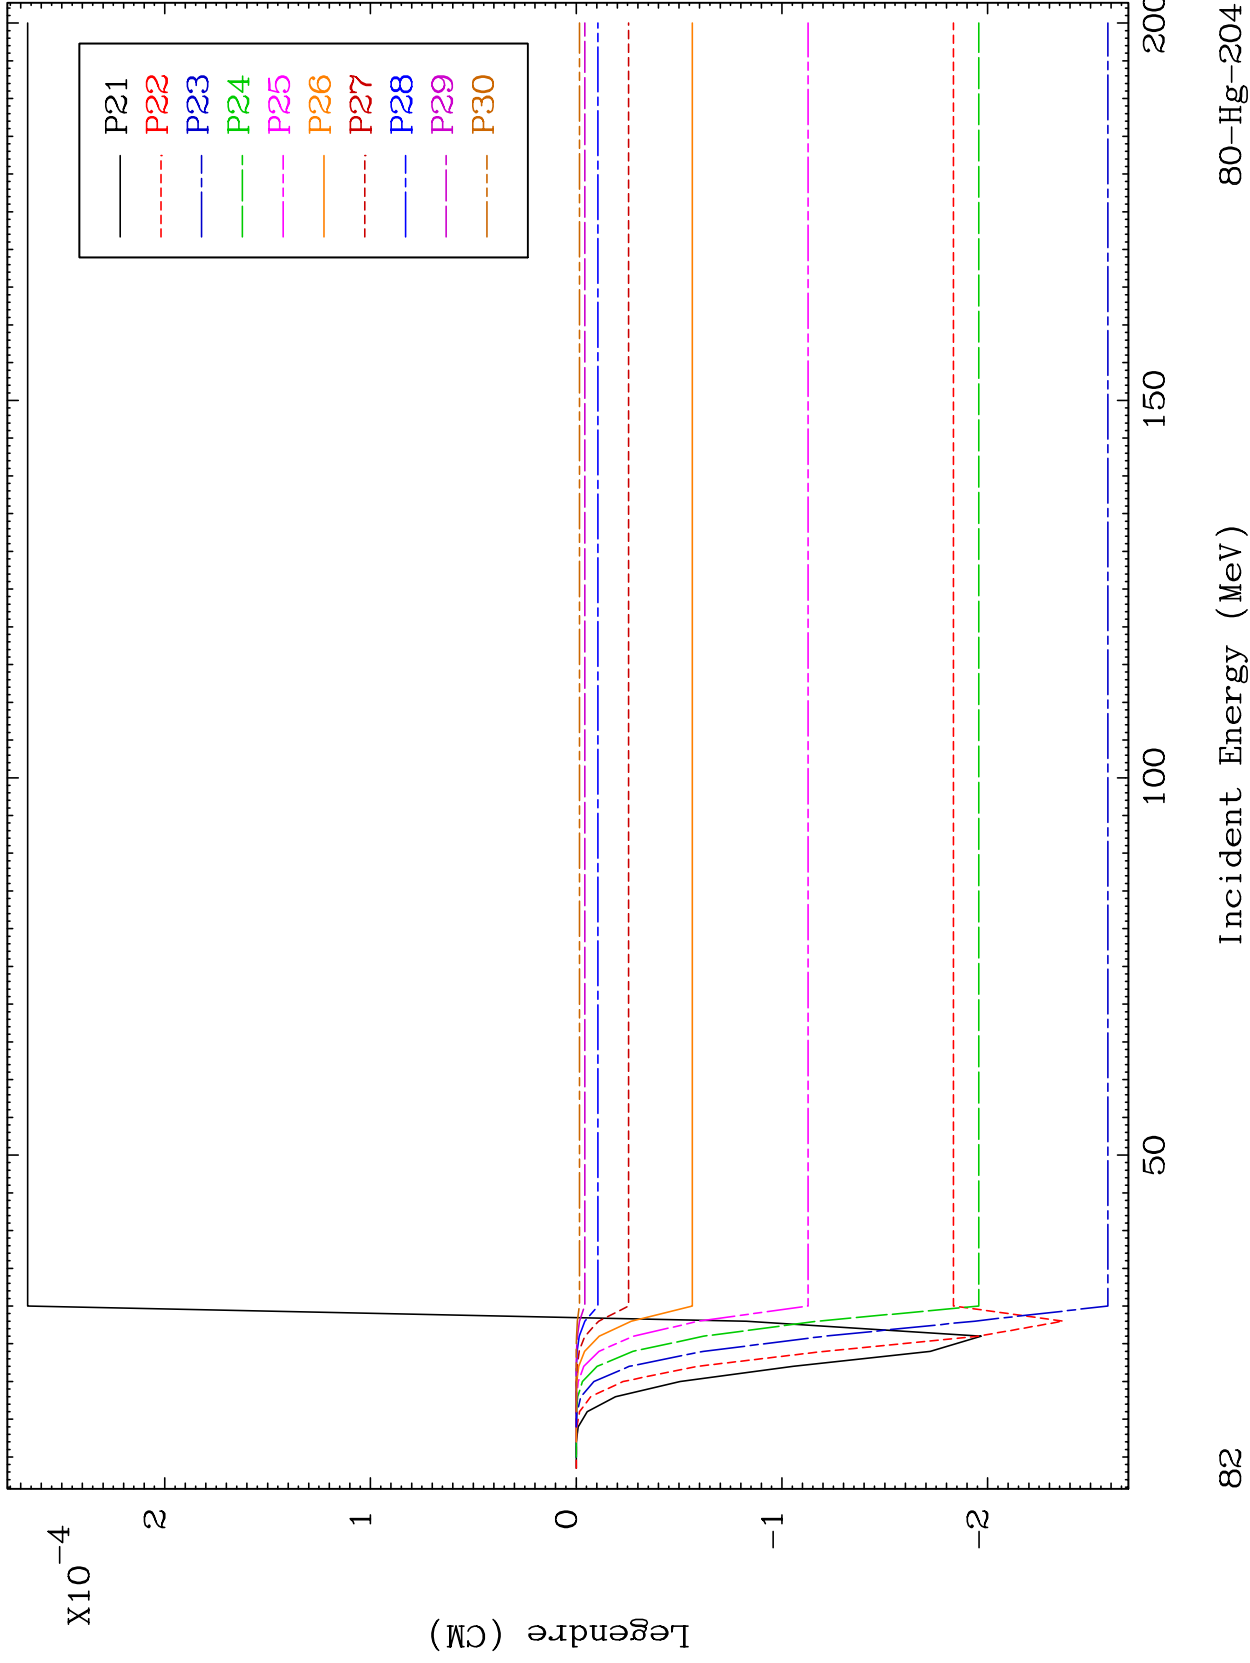 X10-4
2
1
0
-1
-2
Legendre (CM)
P21
P22
P23
P24
P25
P26
P27
P28
P29
P30
50
100
150
200
Incident Energy (MeV)
82
80-Hg-204